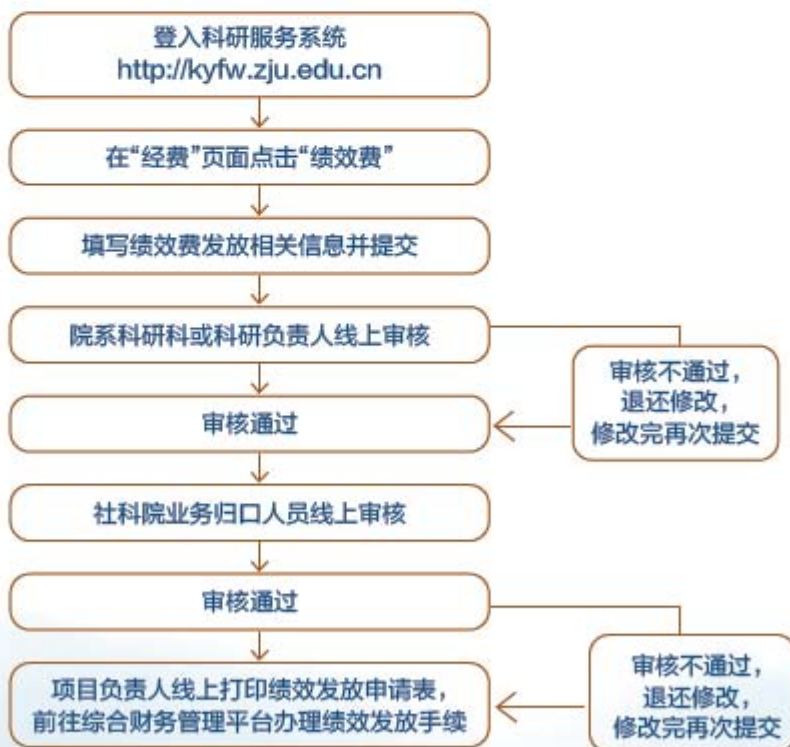 登入科研服务系统
http://kyfw.zju.edu.cn
在“经费”页面点击“绩效费”
填写绩效费发放相关信息并提交
院系科研科或科研负责人线上审核
审核不通过，
退还修改，
修改完再次提交
审核通过
社科院业务归口人员线上审核
审核通过
审核不通过，
退还修改，
修改完再次提交
项目负责人线上打印绩效发放申请表，
前往综合财务管理平台办理绩效发放手续